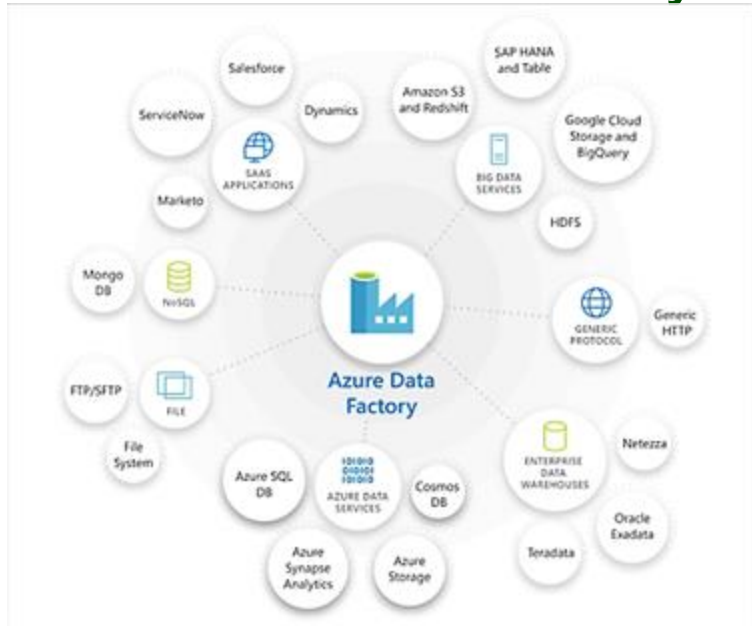 Salesforce
ServiceNow
Dynamics
SAAS
APPLICATIONS
Marketo
SAP HANA
and Table
Amazon S3
and Redshift
Google Cloud
Storage and
BigQuery
BIG DATA
SERVICES
HDFS
Mongo
DB
NoSQL
GENERIC
PROTOCOL
Generic
HTTP
Azure Data
Factory
FTP/SFTP
FILE
File
System
Azure SQL
DB
AZURE DATA
SERVICES
Cosmos
DB
Azure
Synapse
Analytics
Azure
Storage
ENTERPRISE
DATA
WAREHOUSES
Netezza
Oracle
Exadata
Teradata